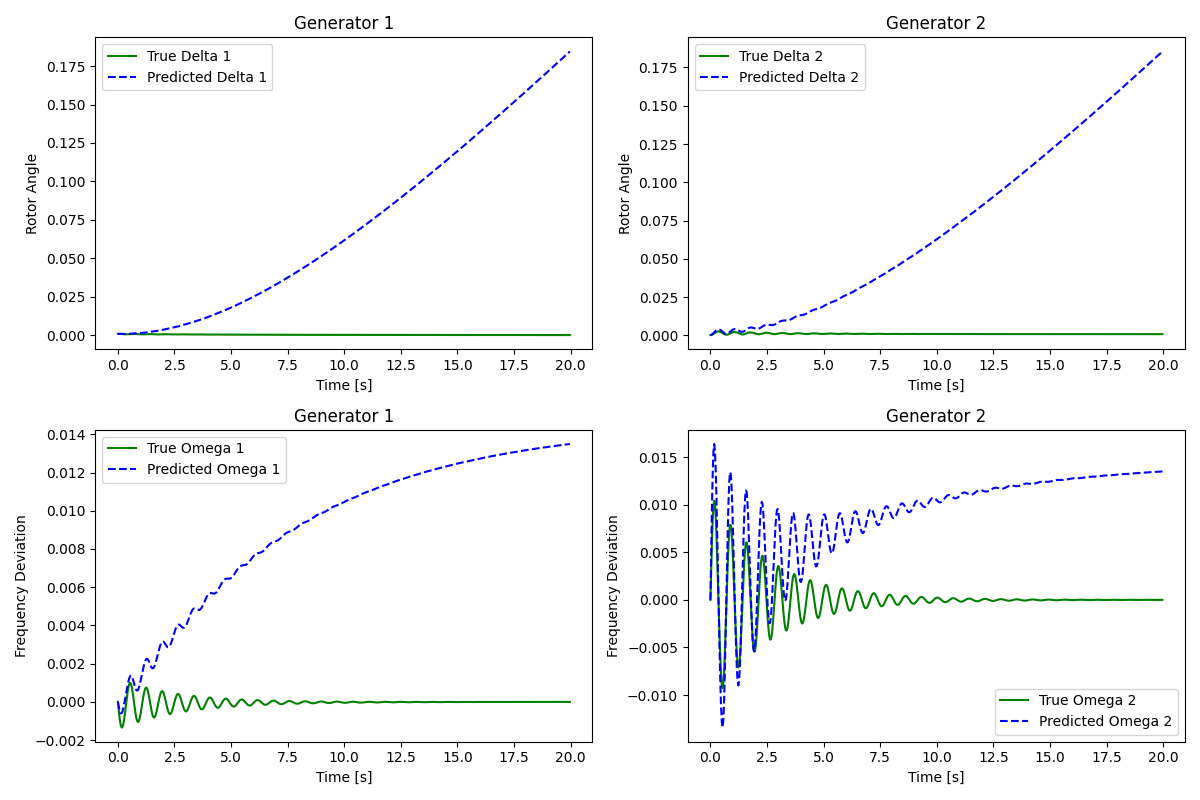 Generator 1
True Delta 1
Predicted Delta 1
Rotor Angle
0.175
0.150
0.125
0.100
0.075
0.050
0.025
0.000
0.0 2.5 5.0 7.5 10.0 12.5 15.0 17.5 20.0
Time [s]
Generator 2
True Delta 2
Predicted Delta 2
Rotor Angle
0.175
0.150
0.125
0.100
0.075
0.050
0.025
0.000
0.0 2.5 5.0 7.5 10.0 12.5 15.0 17.5 20.0
Time [s]
Generator 1
True Omega 1
Predicted Omega 1
Frequency Deviation
0.014
0.012
0.010
0.008
0.006
0.004
0.002
0.000
−0.002
0.0 2.5 5.0 7.5 10.0 12.5 15.0 17.5 20.0
Time [s]
Generator 2
Frequency Deviation
0.015
0.010
0.005
0.000
−0.005
−0.010
True Omega 2
Predicted Omega 2
0.0 2.5 5.0 7.5 10.0 12.5 15.0 17.5 20.0
Time [s]